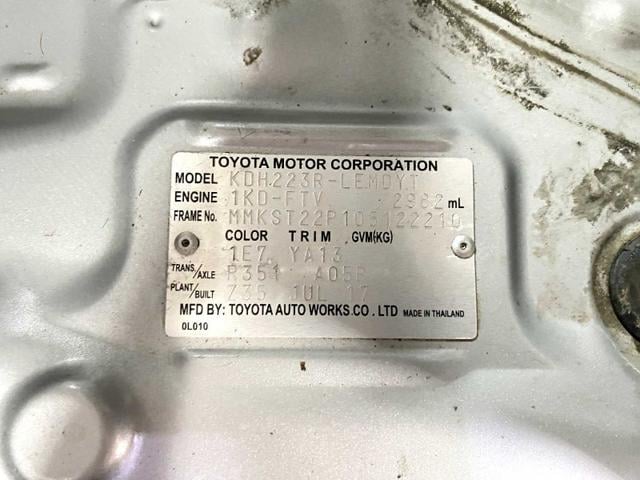 TOYOTA MOTOR CORPORATION
MODEL KDH223R-LEMDYT
ENGINE 1KD-FTV 2982 mL
FRAME No. MMKST22P105122210
COLOR TRIM GVM(KG)
1E7 YA13
TRANS/AXLE R351 A05B
PLANT/BUILT Z35 JUL 17
MFD BY: TOYOTA AUTO WORKS.CO., LTD MADE IN THAILAND
0L010